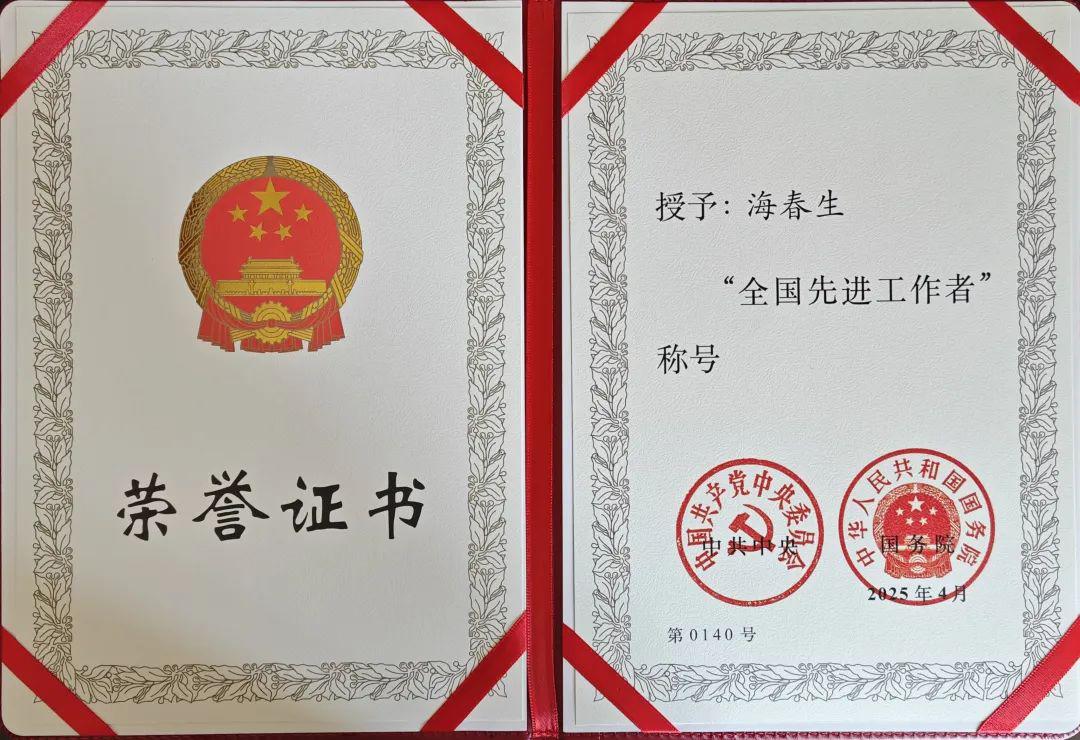 荣誉证书
授予：海春生
“全国先进工作者”
称号
中国共产党中央委员会
中共中央
中华人民共和国国务院
国务院
2025年4月
第0140号